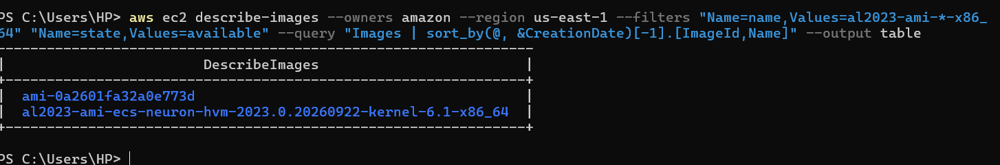 PS C:\Users\HP> aws ec2 describe-images --owners amazon --region us-east-1 --filters "Name=name,Values=al2023-ami-*-x86_
64" "Name=state,Values=available" --query "Images | sort_by(@, &CreationDate)[-1].[ImageId,Name]" --output table
-----------------------------------------------------------------
|                        DescribeImages                         |
+---------------------------------------------------------------+
|  ami-0a2601fa32a0e773d                                        |
|  al2023-ami-ecs-neuron-hvm-2023.0.20260922-kernel-6.1-x86_64  |
+---------------------------------------------------------------+
PS C:\Users\HP>